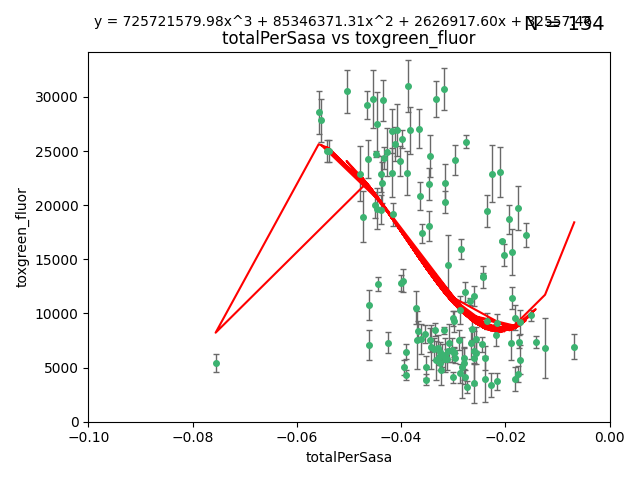 y = 725721579.98x^3 + 85346371.31x^2 + 2626917.60x +
N = 134
totalPerSasa vs toxgreen_fluor
30000
25000
20000
15000
10000
5000
0
toxgreen_fluor
−0.10
−0.08
−0.06
−0.04
−0.02
0.00
totalPerSasa